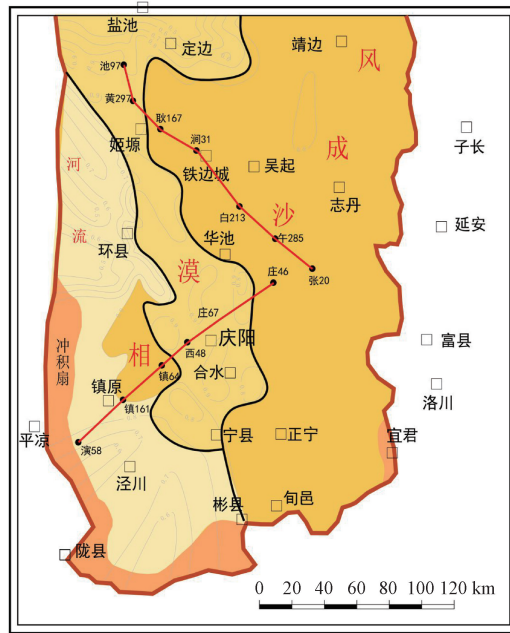 盐池
定边
靖边
风
池97
黄297
耿167
姬塬
涧31
成
子长
铁边城
吴起
河
志丹
白213
沙
延安
流
环县
华池
午285
漠
庄46
张20
庄67
冲积扇
相
西48
庆阳
富县
镇64
合水
镇原
镇161
洛川
平凉
演58
宁县
正宁
宜君
泾川
彬县
旬邑
陇县
0 20 40 60 80 100 120 km